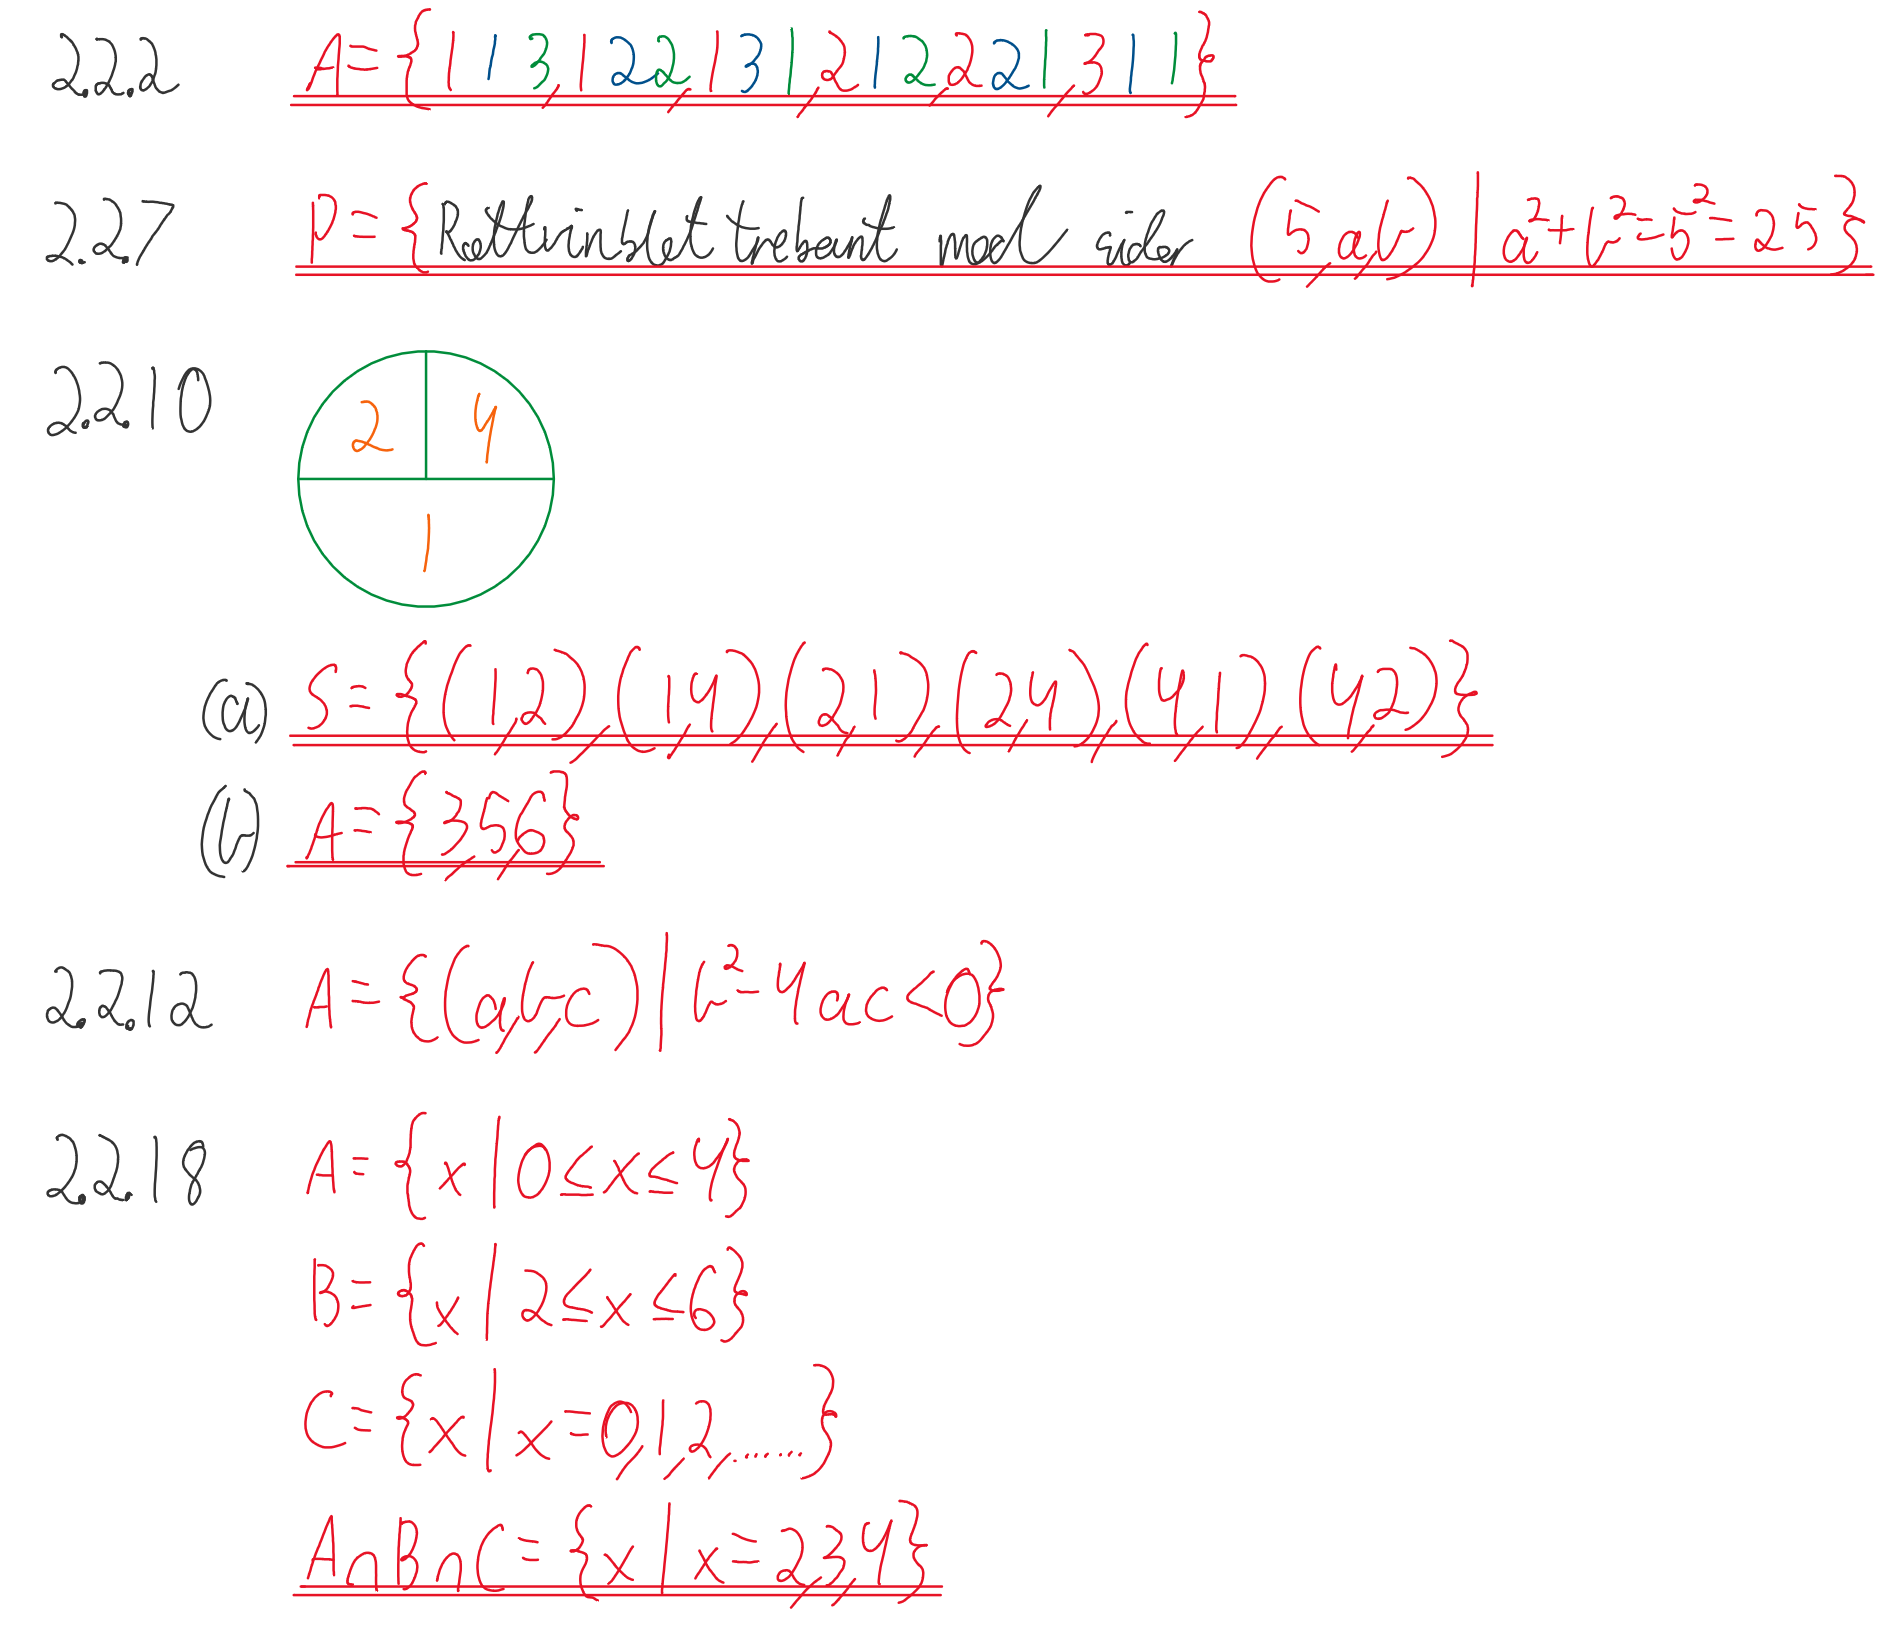 2.2.2 A={113,122,131,212,221,311}
2.2.7 P={Rettvinklet trekant med sider (5,a,b) | a²+b²=5²=25}
2.2.10
2 4
1
(a) S={(1,2),(1,4),(2,1),(2,4),(4,1),(4,2)}
(b) A={3,5,6}
2.2.12 A={(a,b,c) | b²-4ac<0}
2.2.18 A={x | 0≤x≤4}
B={x | 2≤x≤6}
C={x | x=0,1,2,.......}
A∩B∩C={x | x=2,3,4}